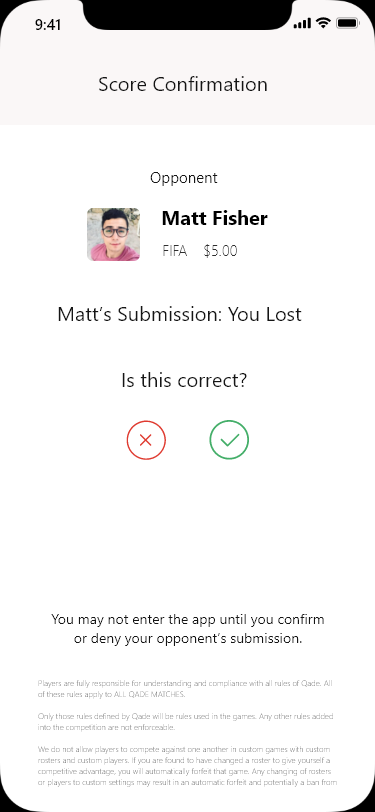 9:41
Score Confirmation
Opponent
Matt Fisher
FIFA $5.00
Matt’s Submission: You Lost
Is this correct?
You may not enter the app until you confirm
or deny your opponent’s submission.
Players are fully responsible for understanding and compliance with all rules of Qade. All
of these rules apply to ALL QADE MATCHES.
Only those rules defined by Qade will be rules used in the games. Any other rules added
into the competition are not enforceable.
We do not allow players to compete against one another in custom games with custom
rosters and custom players. If you are found to have changed a roster to give yourself a
competitive advantage, you will automatically forfeit that game. Any changing of rosters
or players to custom settings may result in an automatic forfeit and potentially a ban from